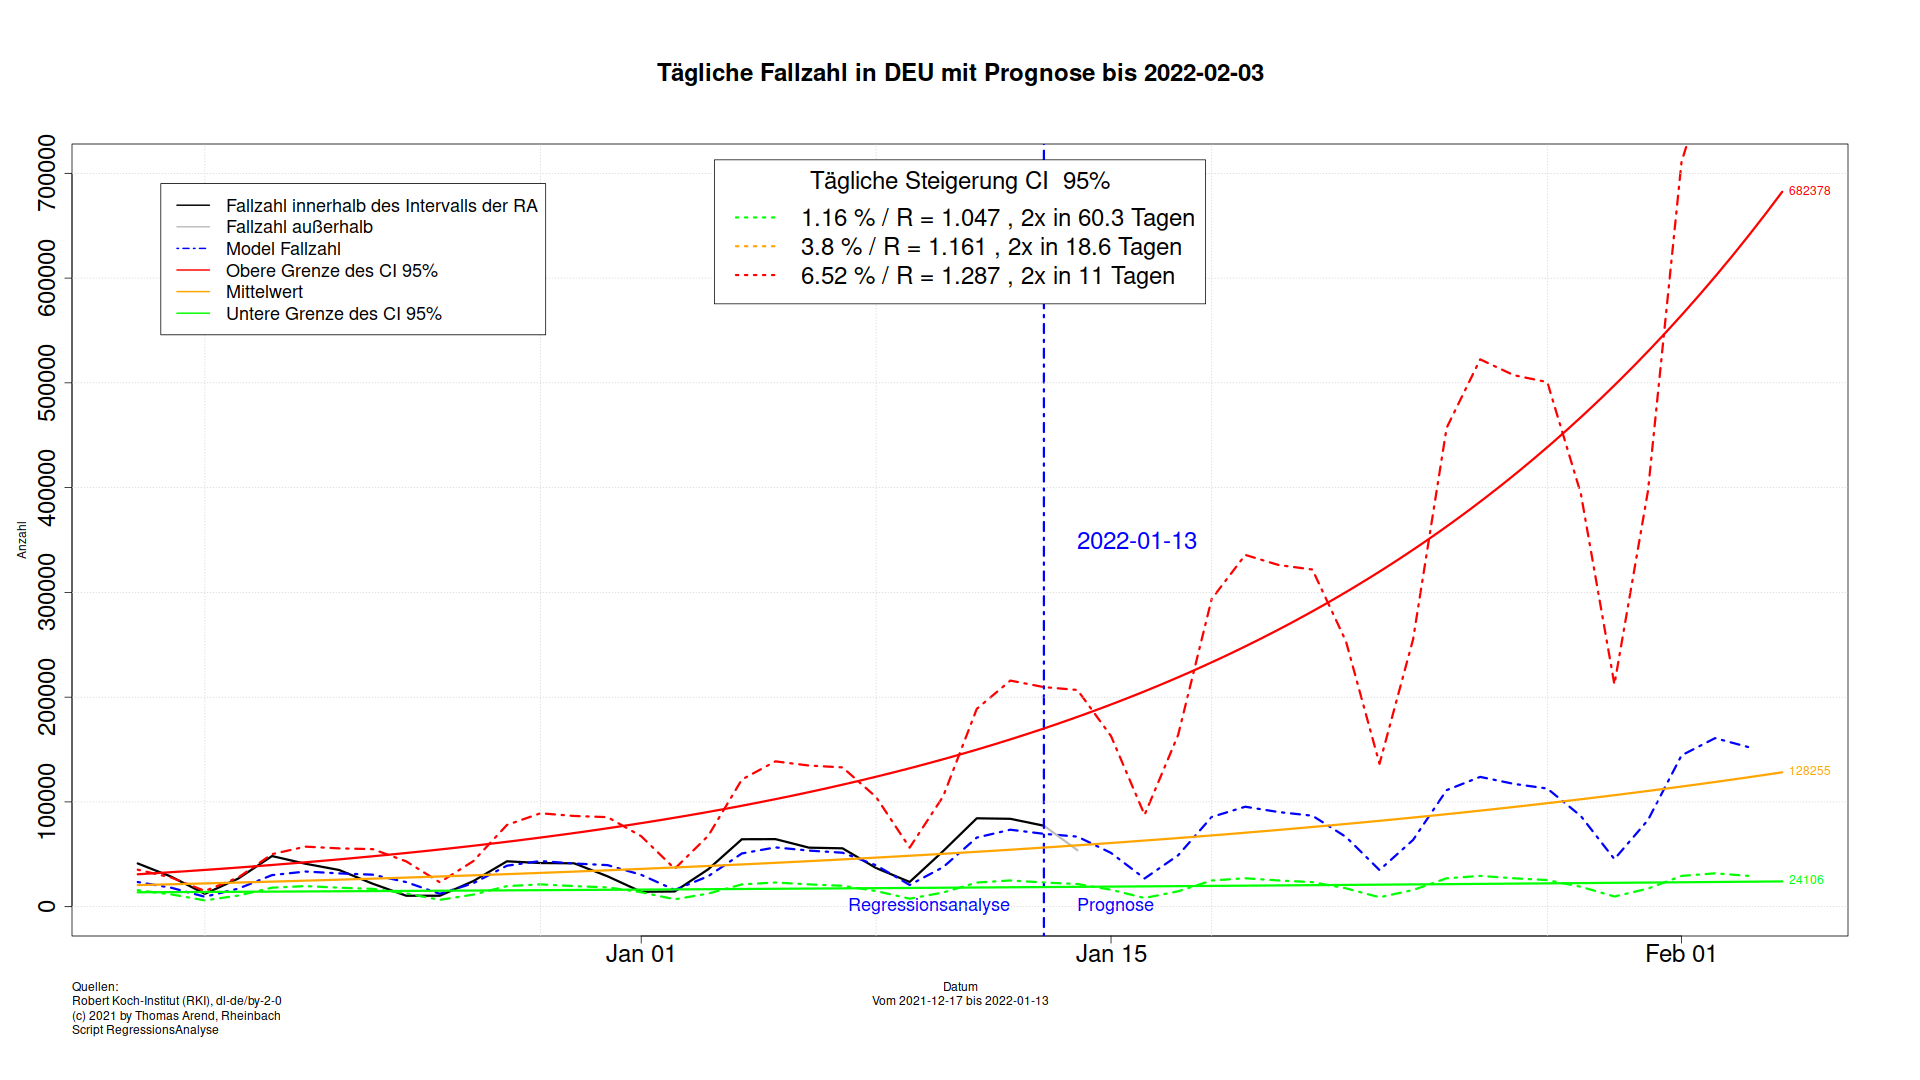 Tägliche Fallzahl in DEU mit Prognose bis 2022-02-03
Anzahl
700000
600000
500000
400000
300000
200000
100000
0
Fallzahl innerhalb des Intervalls der RA
Fallzahl außerhalb
Model Fallzahl
Obere Grenze des CI 95%
Mittelwert
Untere Grenze des CI 95%
Tägliche Steigerung CI  95%
1.16 % / R = 1.047 , 2x in 60.3 Tagen
3.8 % / R = 1.161 , 2x in 18.6 Tagen
6.52 % / R = 1.287 , 2x in 11 Tagen
682378
2022-01-13
128255
24106
Regressionsanalyse
Prognose
Jan 01
Jan 15
Feb 01
Datum
Vom 2021-12-17 bis 2022-01-13
Quellen:
Robert Koch-Institut (RKI), dl-de/by-2-0
(c) 2021 by Thomas Arend, Rheinbach
Script RegressionsAnalyse